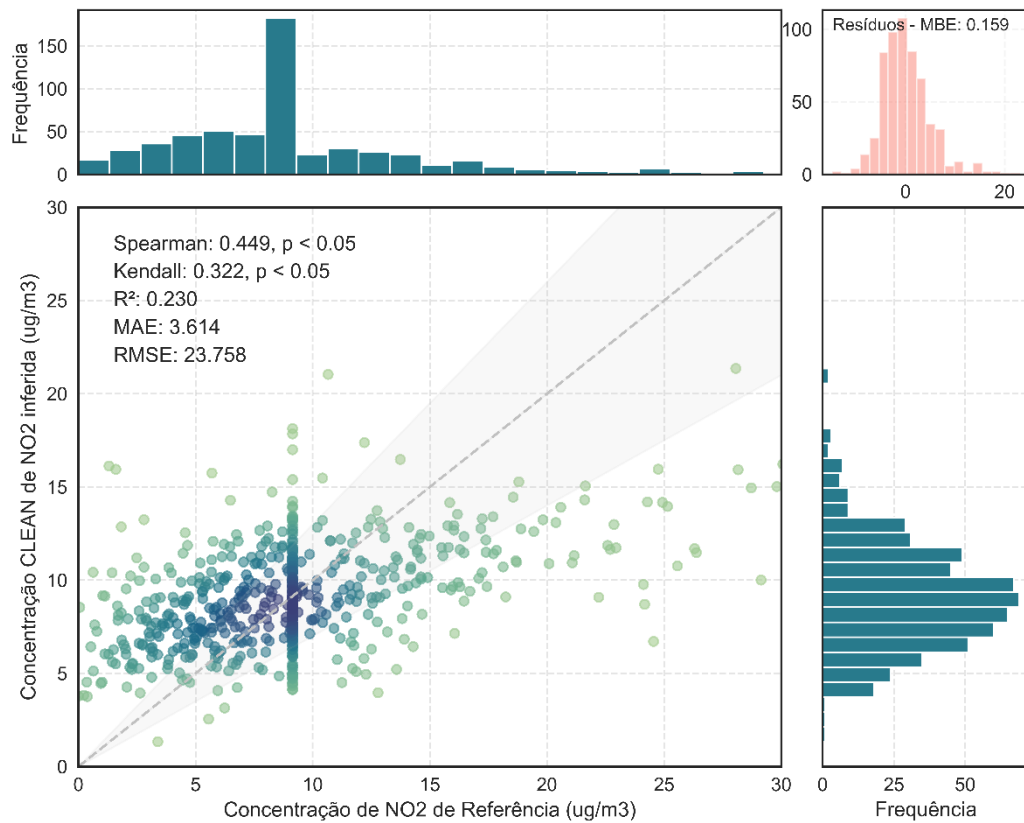 Frequência
150
100
50
0
100
50
0
Resíduos - MBE: 0.159
0
20
Concentração CLEAN de NO2 inferida (ug/m3)
30
25
20
15
10
5
0
Spearman: 0.449, p < 0.05
Kendall: 0.322, p < 0.05
R²: 0.230
MAE: 3.614
RMSE: 23.758
0 5 10 15 20 25 30
Concentração de NO2 de Referência (ug/m3)
0 25 50
Frequência